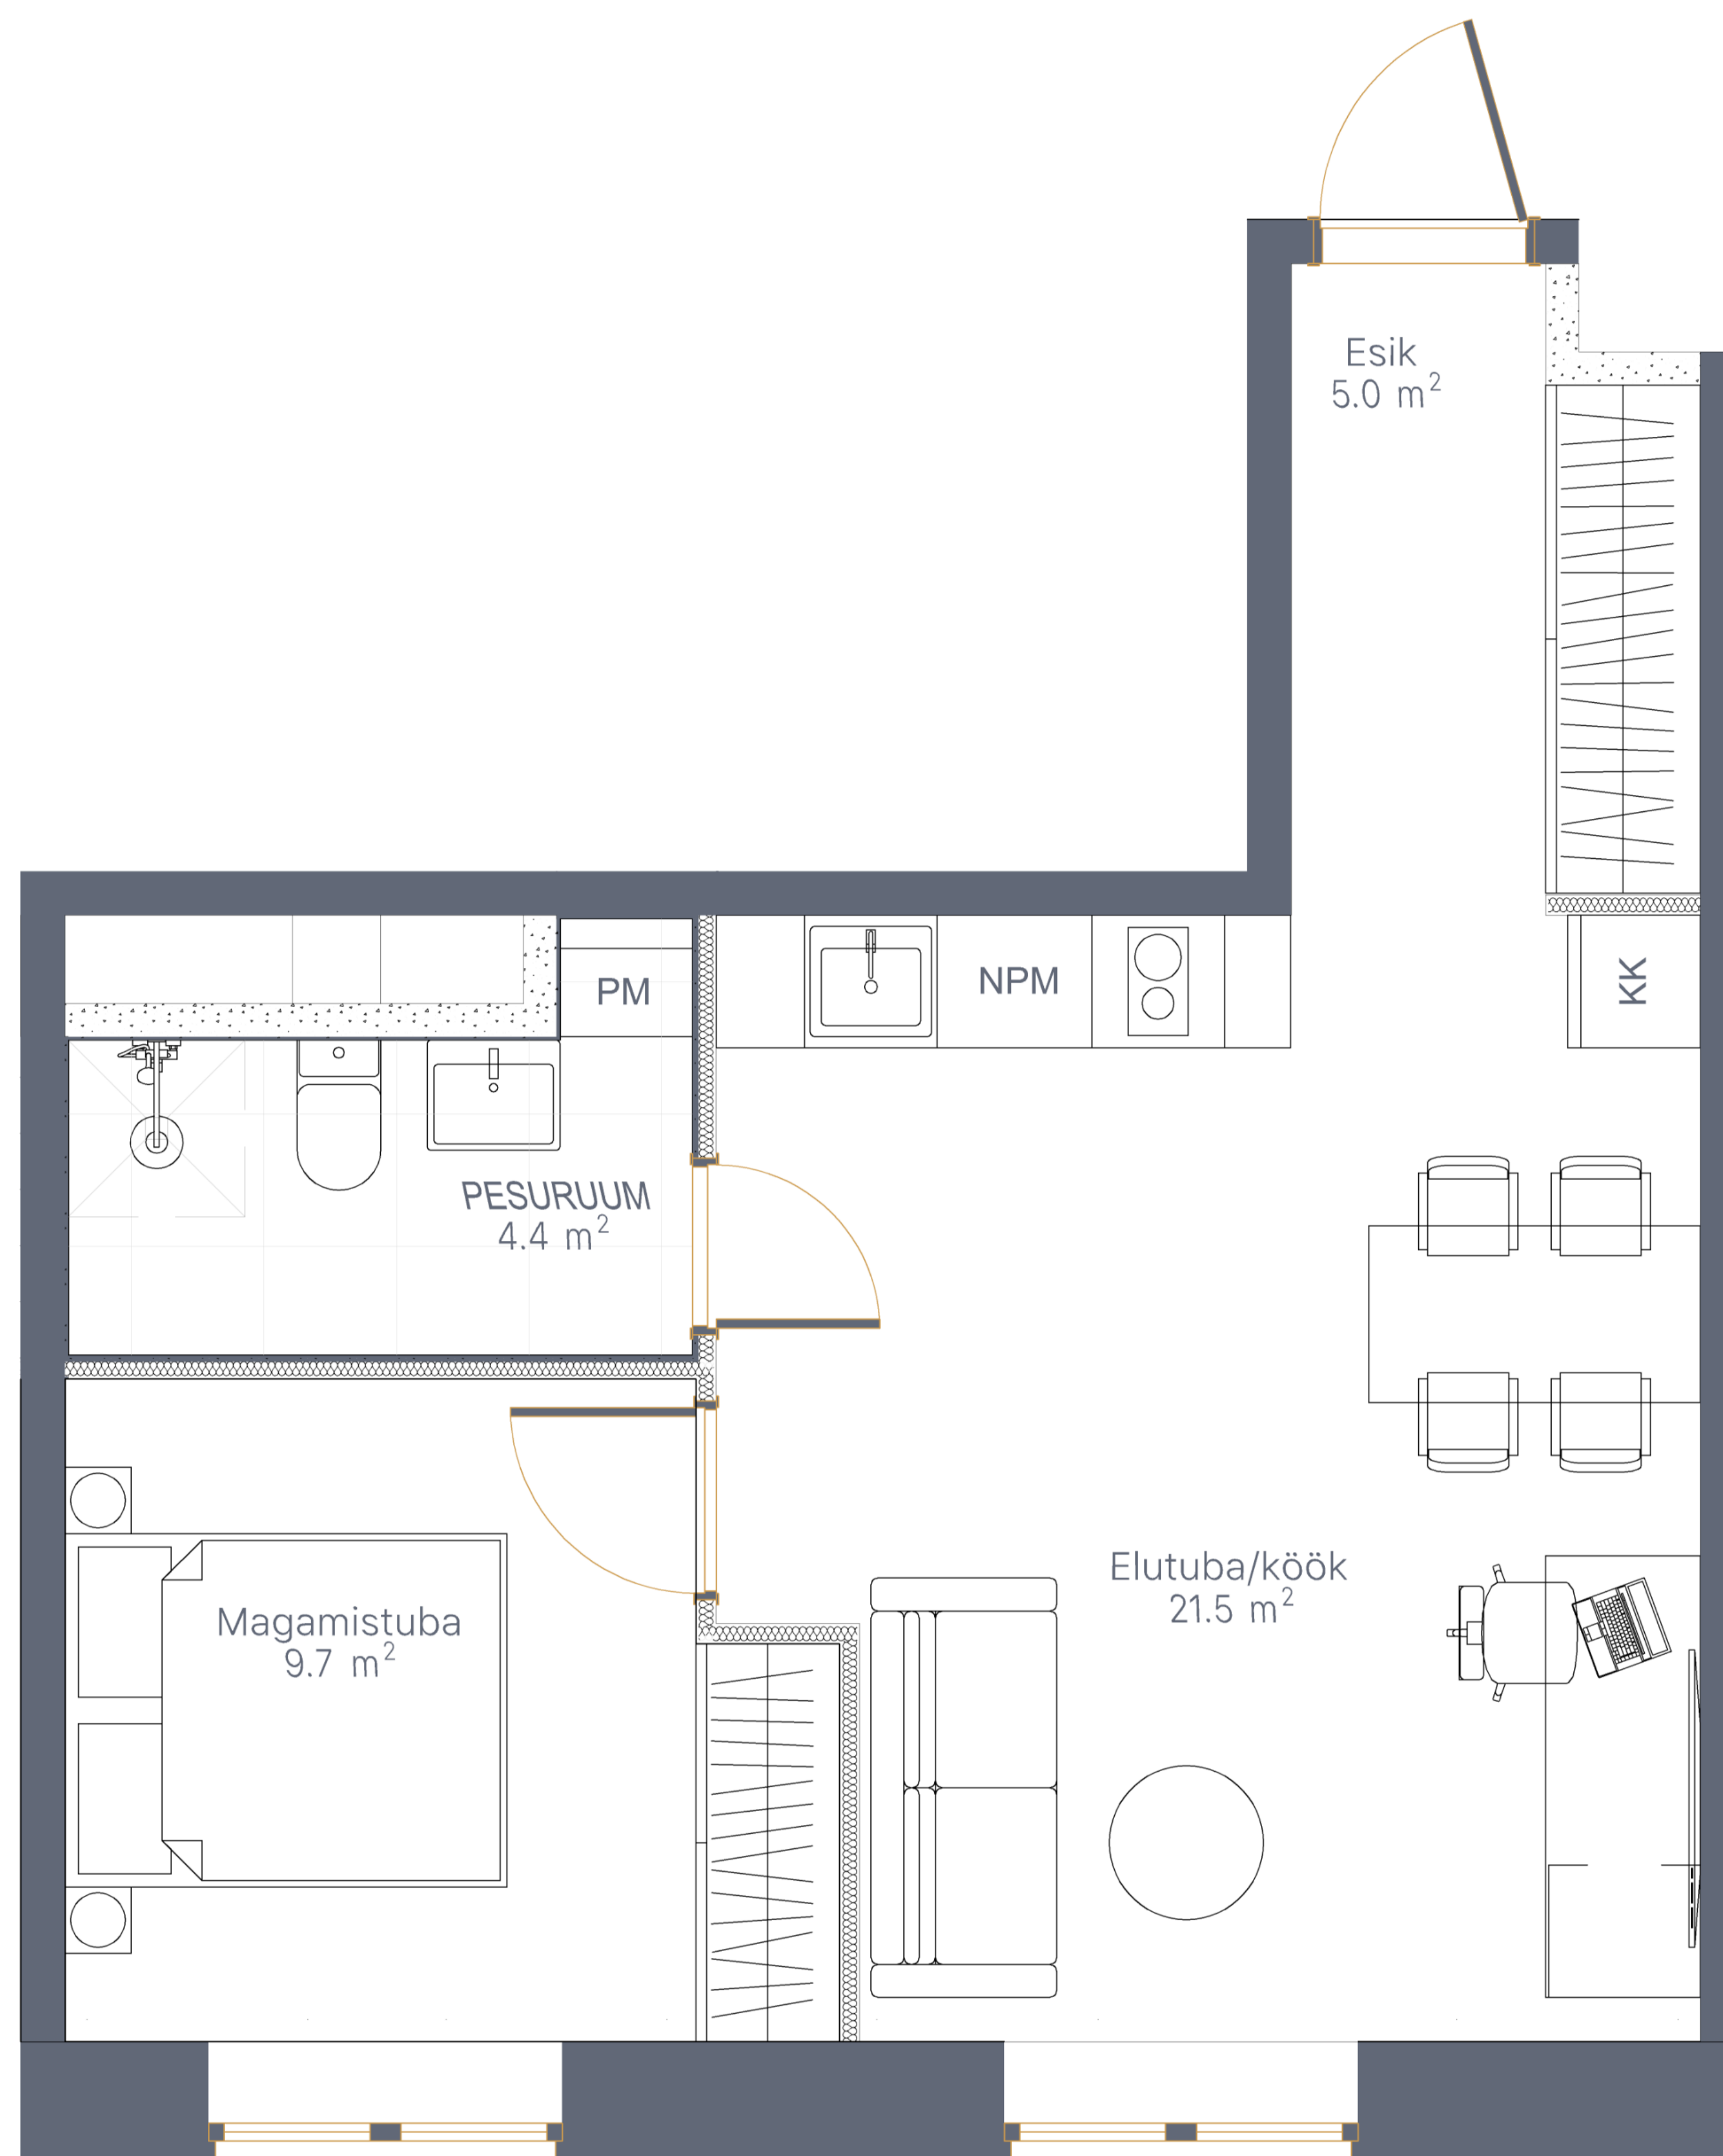 Esik
5.0 m²
PM
NPM
KK
PESURUUM
4.4 m²
Elutuba/köök
21.5 m²
Magamistuba
9.7 m²